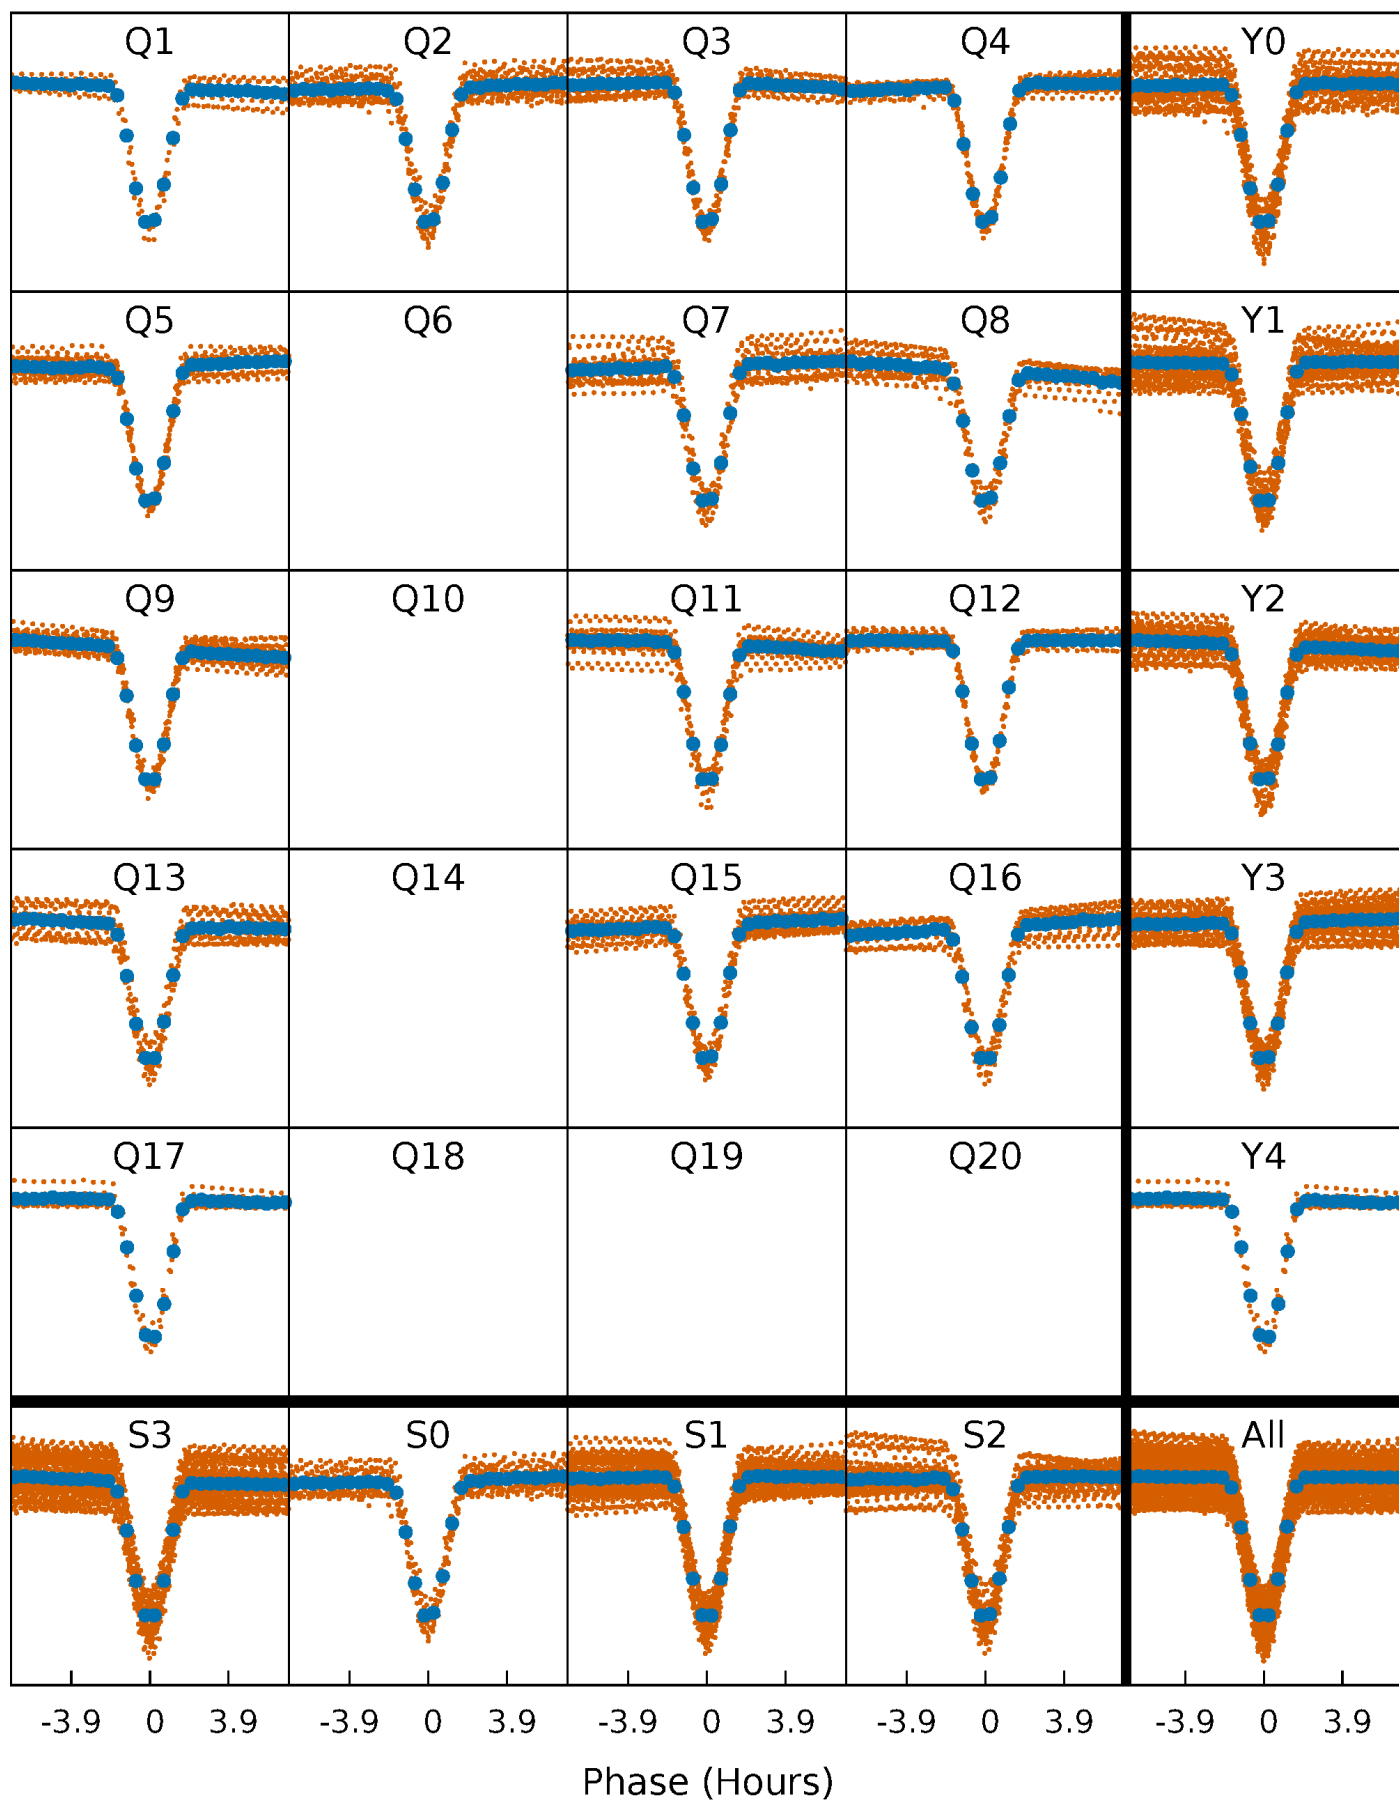 Q1 Q2 Q3 Q4 Y0
Q5 Q6 Q7 Q8 Y1
Q9 Q10 Q11 Q12 Y2
Q13 Q14 Q15 Q16 Y3
Q17 Q18 Q19 Q20 Y4
S3 S0 S1 S2 All
-3.9 0 3.9 -3.9 0 3.9 -3.9 0 3.9 -3.9 0 3.9 -3.9 0 3.9
Phase (Hours)